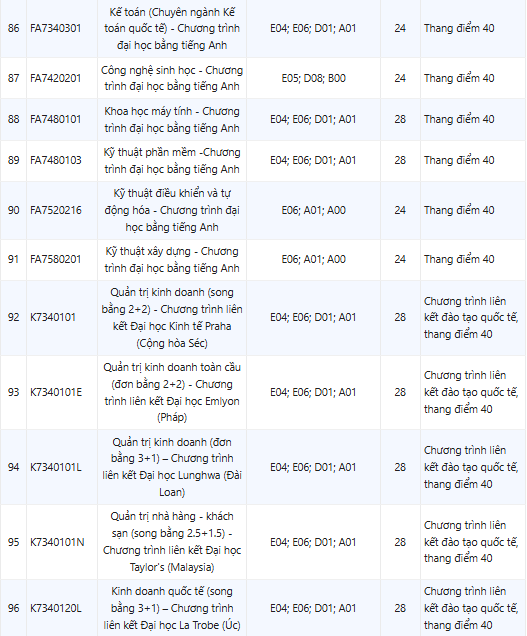 86 FA7340301 Kế toán (Chuyên ngành Kế toán quốc tế) - Chương trình đại học bằng tiếng Anh E04; E06; D01; A01 24 Thang điểm 40
87 FA7420201 Công nghệ sinh học - Chương trình đại học bằng tiếng Anh E05; D08; B00 24 Thang điểm 40
88 FA7480101 Khoa học máy tính - Chương trình đại học bằng tiếng Anh E04; E06; D01; A01 28 Thang điểm 40
89 FA7480103 Kỹ thuật phần mềm -Chương trình đại học bằng tiếng Anh E04; E06; D01; A01 28 Thang điểm 40
90 FA7520216 Kỹ thuật điều khiển và tự động hóa - Chương trình đại học bằng tiếng Anh E06; A01; A00 24 Thang điểm 40
91 FA7580201 Kỹ thuật xây dựng - Chương trình đại học bằng tiếng Anh E06; A01; A00 24 Thang điểm 40
92 K7340101 Quản trị kinh doanh (song bằng 2+2) - Chương trình liên kết Đại học Kinh tế Praha (Cộng hòa Séc) E04; E06; D01; A01 28 Chương trình liên kết đào tạo quốc tế, thang điểm 40
93 K7340101E Quản trị kinh doanh toàn cầu (đơn bằng 2+2) - Chương trình liên kết Đại học Emlyon (Pháp) E04; E06; D01; A01 28 Chương trình liên kết đào tạo quốc tế, thang điểm 40
94 K7340101L Quản trị kinh doanh (đơn bằng 3+1) – Chương trình liên kết Đại học Lunghwa (Đài Loan) E04; E06; D01; A01 28 Chương trình liên kết đào tạo quốc tế, thang điểm 40
95 K7340101N Quản trị nhà hàng - khách sạn (song bằng 2.5+1.5) - Chương trình liên kết Đại học Taylor's (Malaysia) E04; E06; D01; A01 28 Chương trình liên kết đào tạo quốc tế, thang điểm 40
96 K7340120L Kinh doanh quốc tế (song bằng 3+1) – Chương trình liên kết Đại học La Trobe (Úc) E04; E06; D01; A01 28 Chương trình liên kết đào tạo quốc tế, thang điểm 40